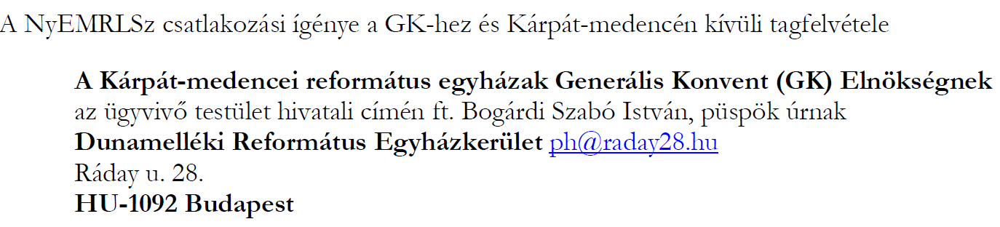 A NyEMRLSz csatlakozási ígénye a GK-hez és Kárpát-medencén kívüli tagfelvétele
A Kárpát-medencei református egyházak Generális Konvent (GK) Elnökségnek
az ügyvivő testület hivatali címén ft. Bogárdi Szabó István, püspök úrnak
Dunamelléki Református Egyházkerület ph@raday28.hu
Ráday u. 28.
HU-1092 Budapest